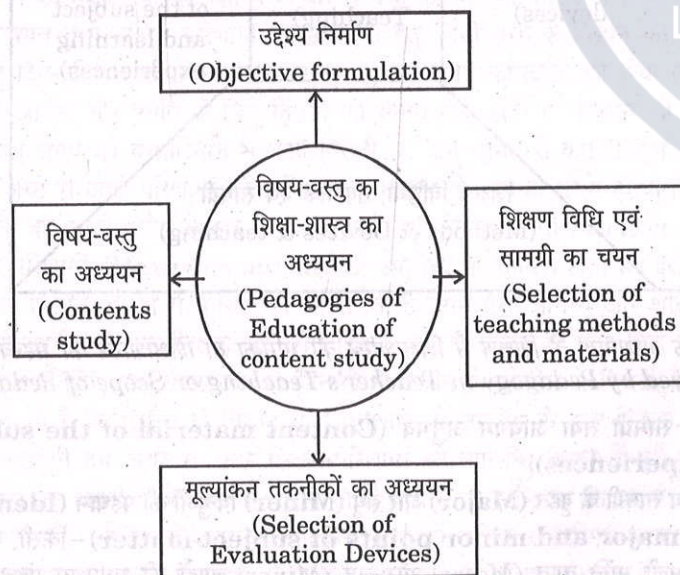 उद्देश्य निर्माण
(Objective formulation)
विषय-वस्तु का
शिक्षा-शास्त्र का
अध्ययन
(Pedagogies of
Education of
content study)
विषय-वस्तु
का अध्ययन
(Contents
study)
शिक्षण विधि एवं
सामग्री का चयन
(Selection of
teaching methods
and materials)
मूल्यांकन तकनीकों का अध्ययन
(Selection of
Evaluation Devices)